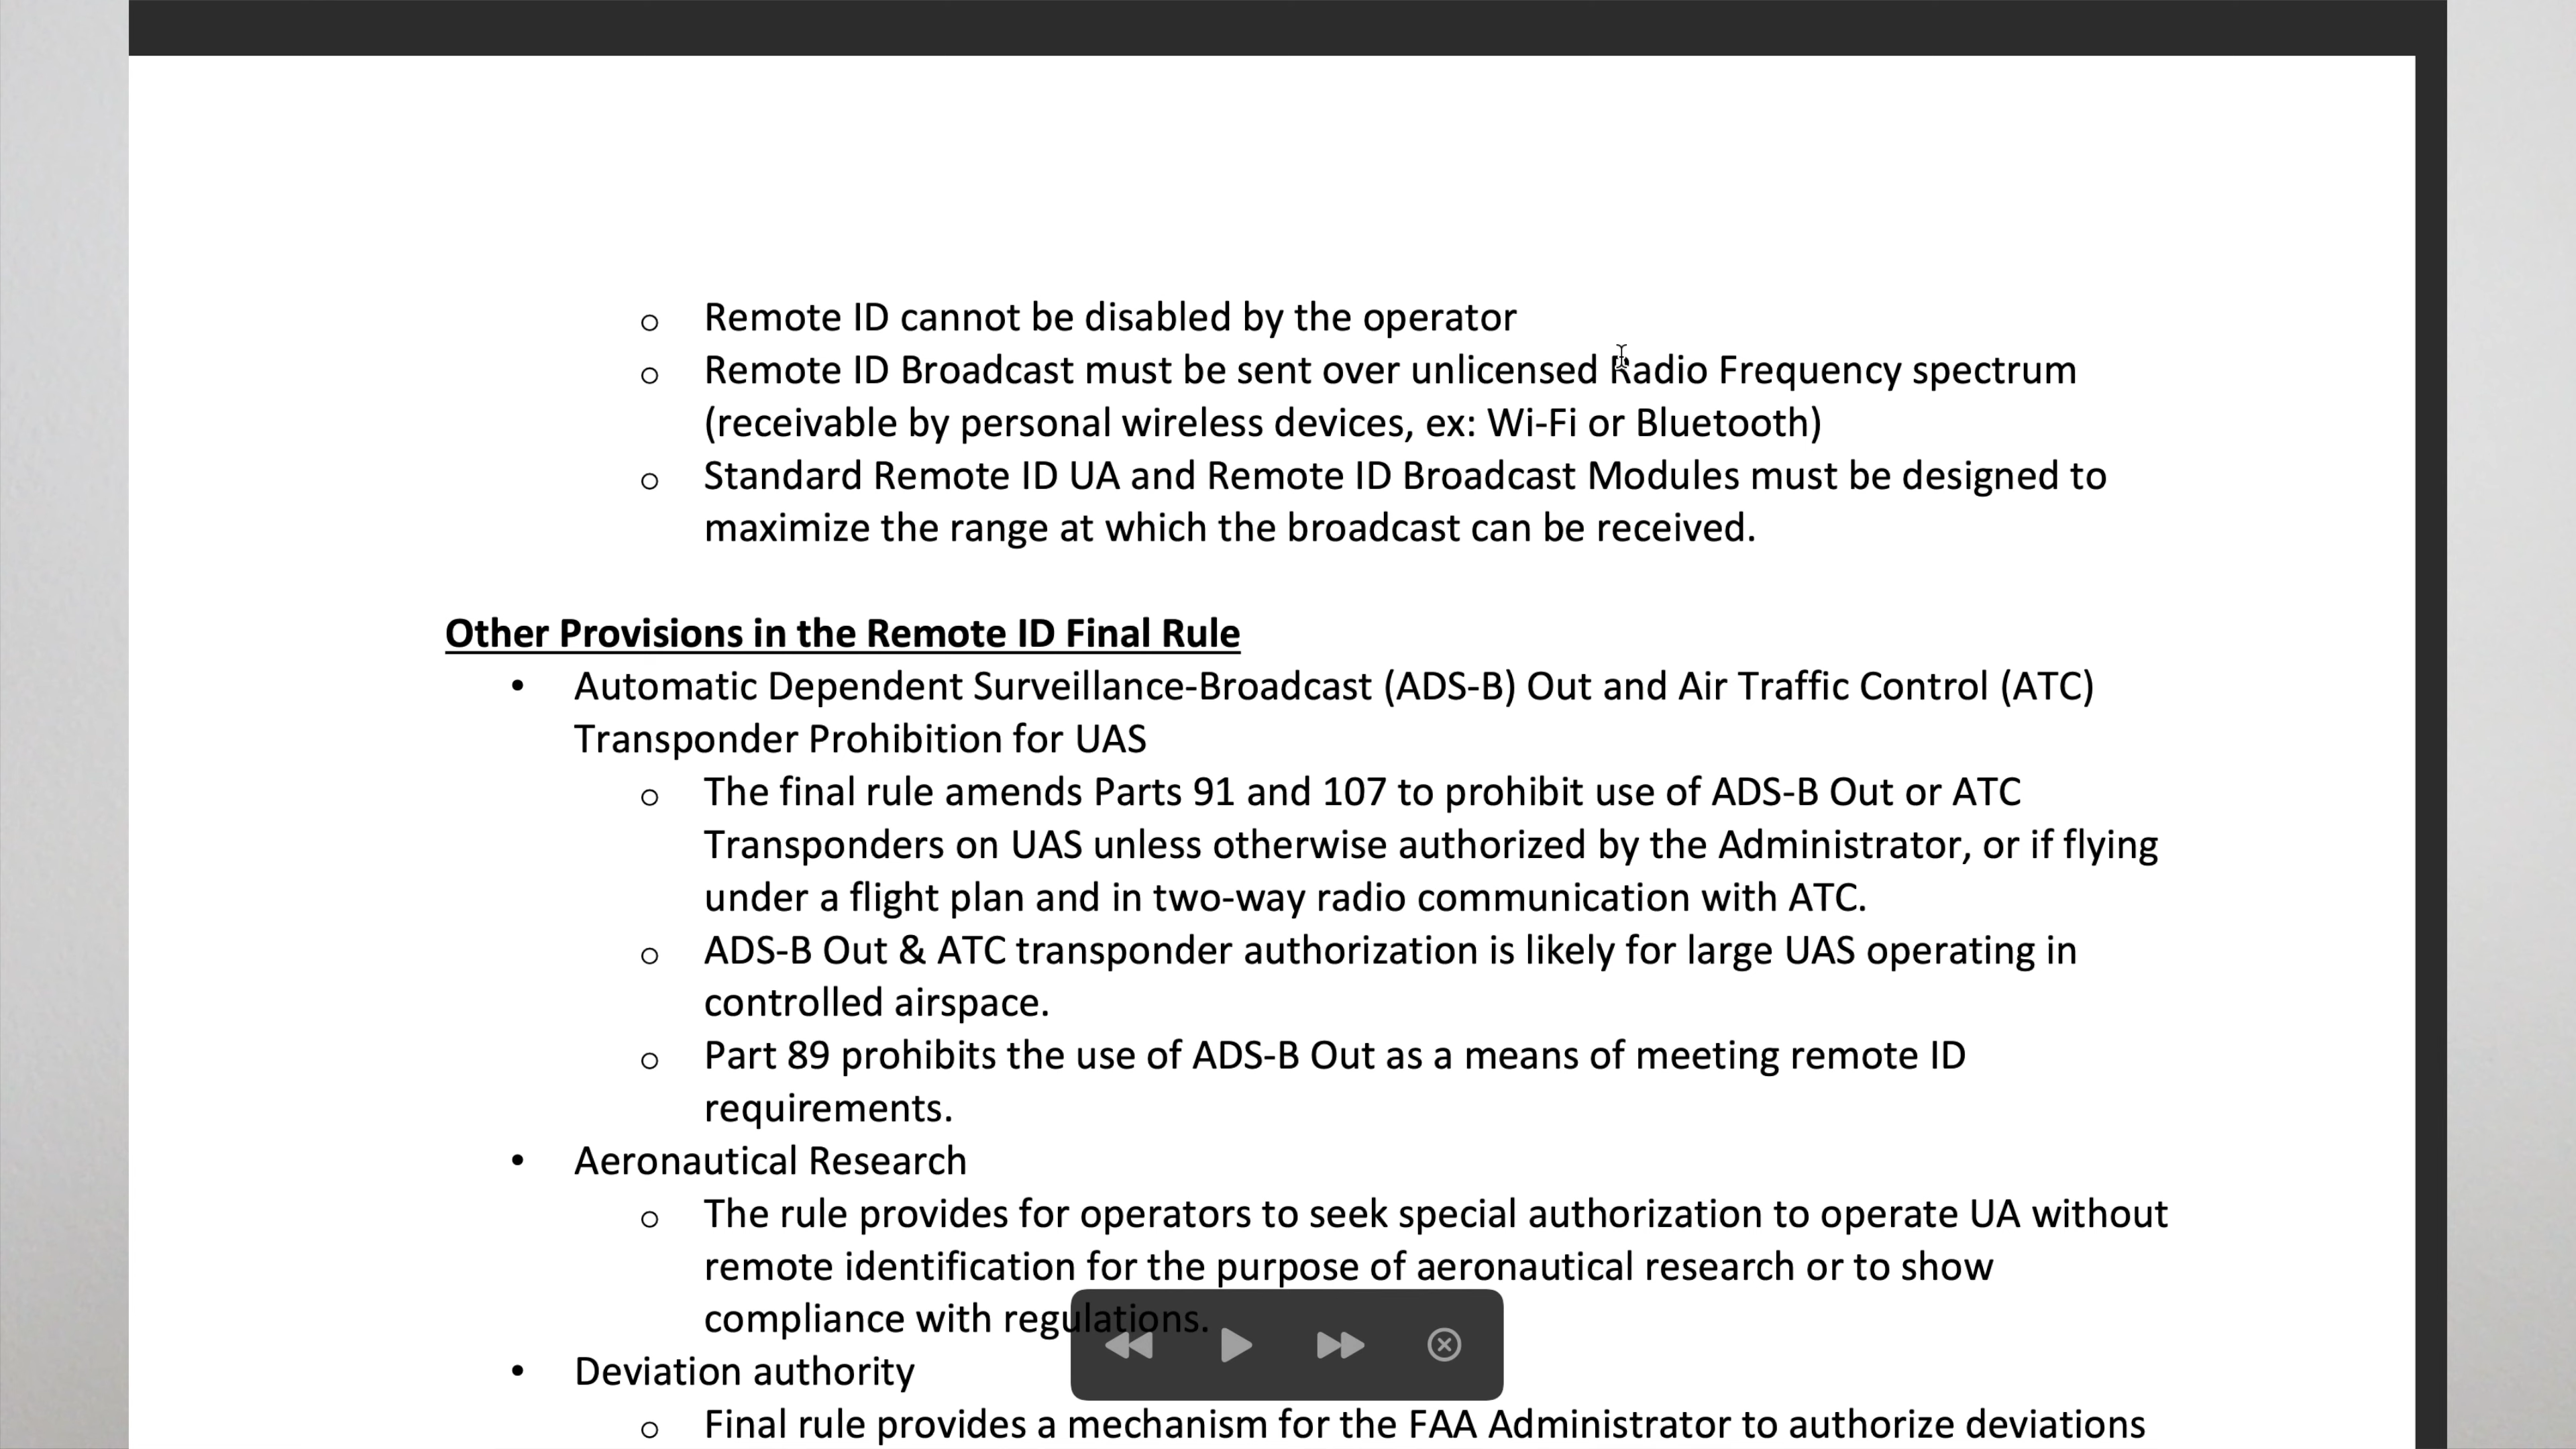 o Remote ID cannot be disabled by the operator
o Remote ID Broadcast must be sent over unlicensed Radio Frequency spectrum
(receivable by personal wireless devices, ex: Wi-Fi or Bluetooth)
o Standard Remote ID UA and Remote ID Broadcast Modules must be designed to
maximize the range at which the broadcast can be received.
Other Provisions in the Remote ID Final Rule
• Automatic Dependent Surveillance-Broadcast (ADS-B) Out and Air Traffic Control (ATC)
Transponder Prohibition for UAS
o The final rule amends Parts 91 and 107 to prohibit use of ADS-B Out or ATC
Transponders on UAS unless otherwise authorized by the Administrator, or if flying
under a flight plan and in two-way radio communication with ATC.
o ADS-B Out & ATC transponder authorization is likely for large UAS operating in
controlled airspace.
o Part 89 prohibits the use of ADS-B Out as a means of meeting remote ID
requirements.
• Aeronautical Research
o The rule provides for operators to seek special authorization to operate UA without
remote identification for the purpose of aeronautical research or to show
compliance with regulations.
• Deviation authority
o Final rule provides a mechanism for the FAA Administrator to authorize deviations